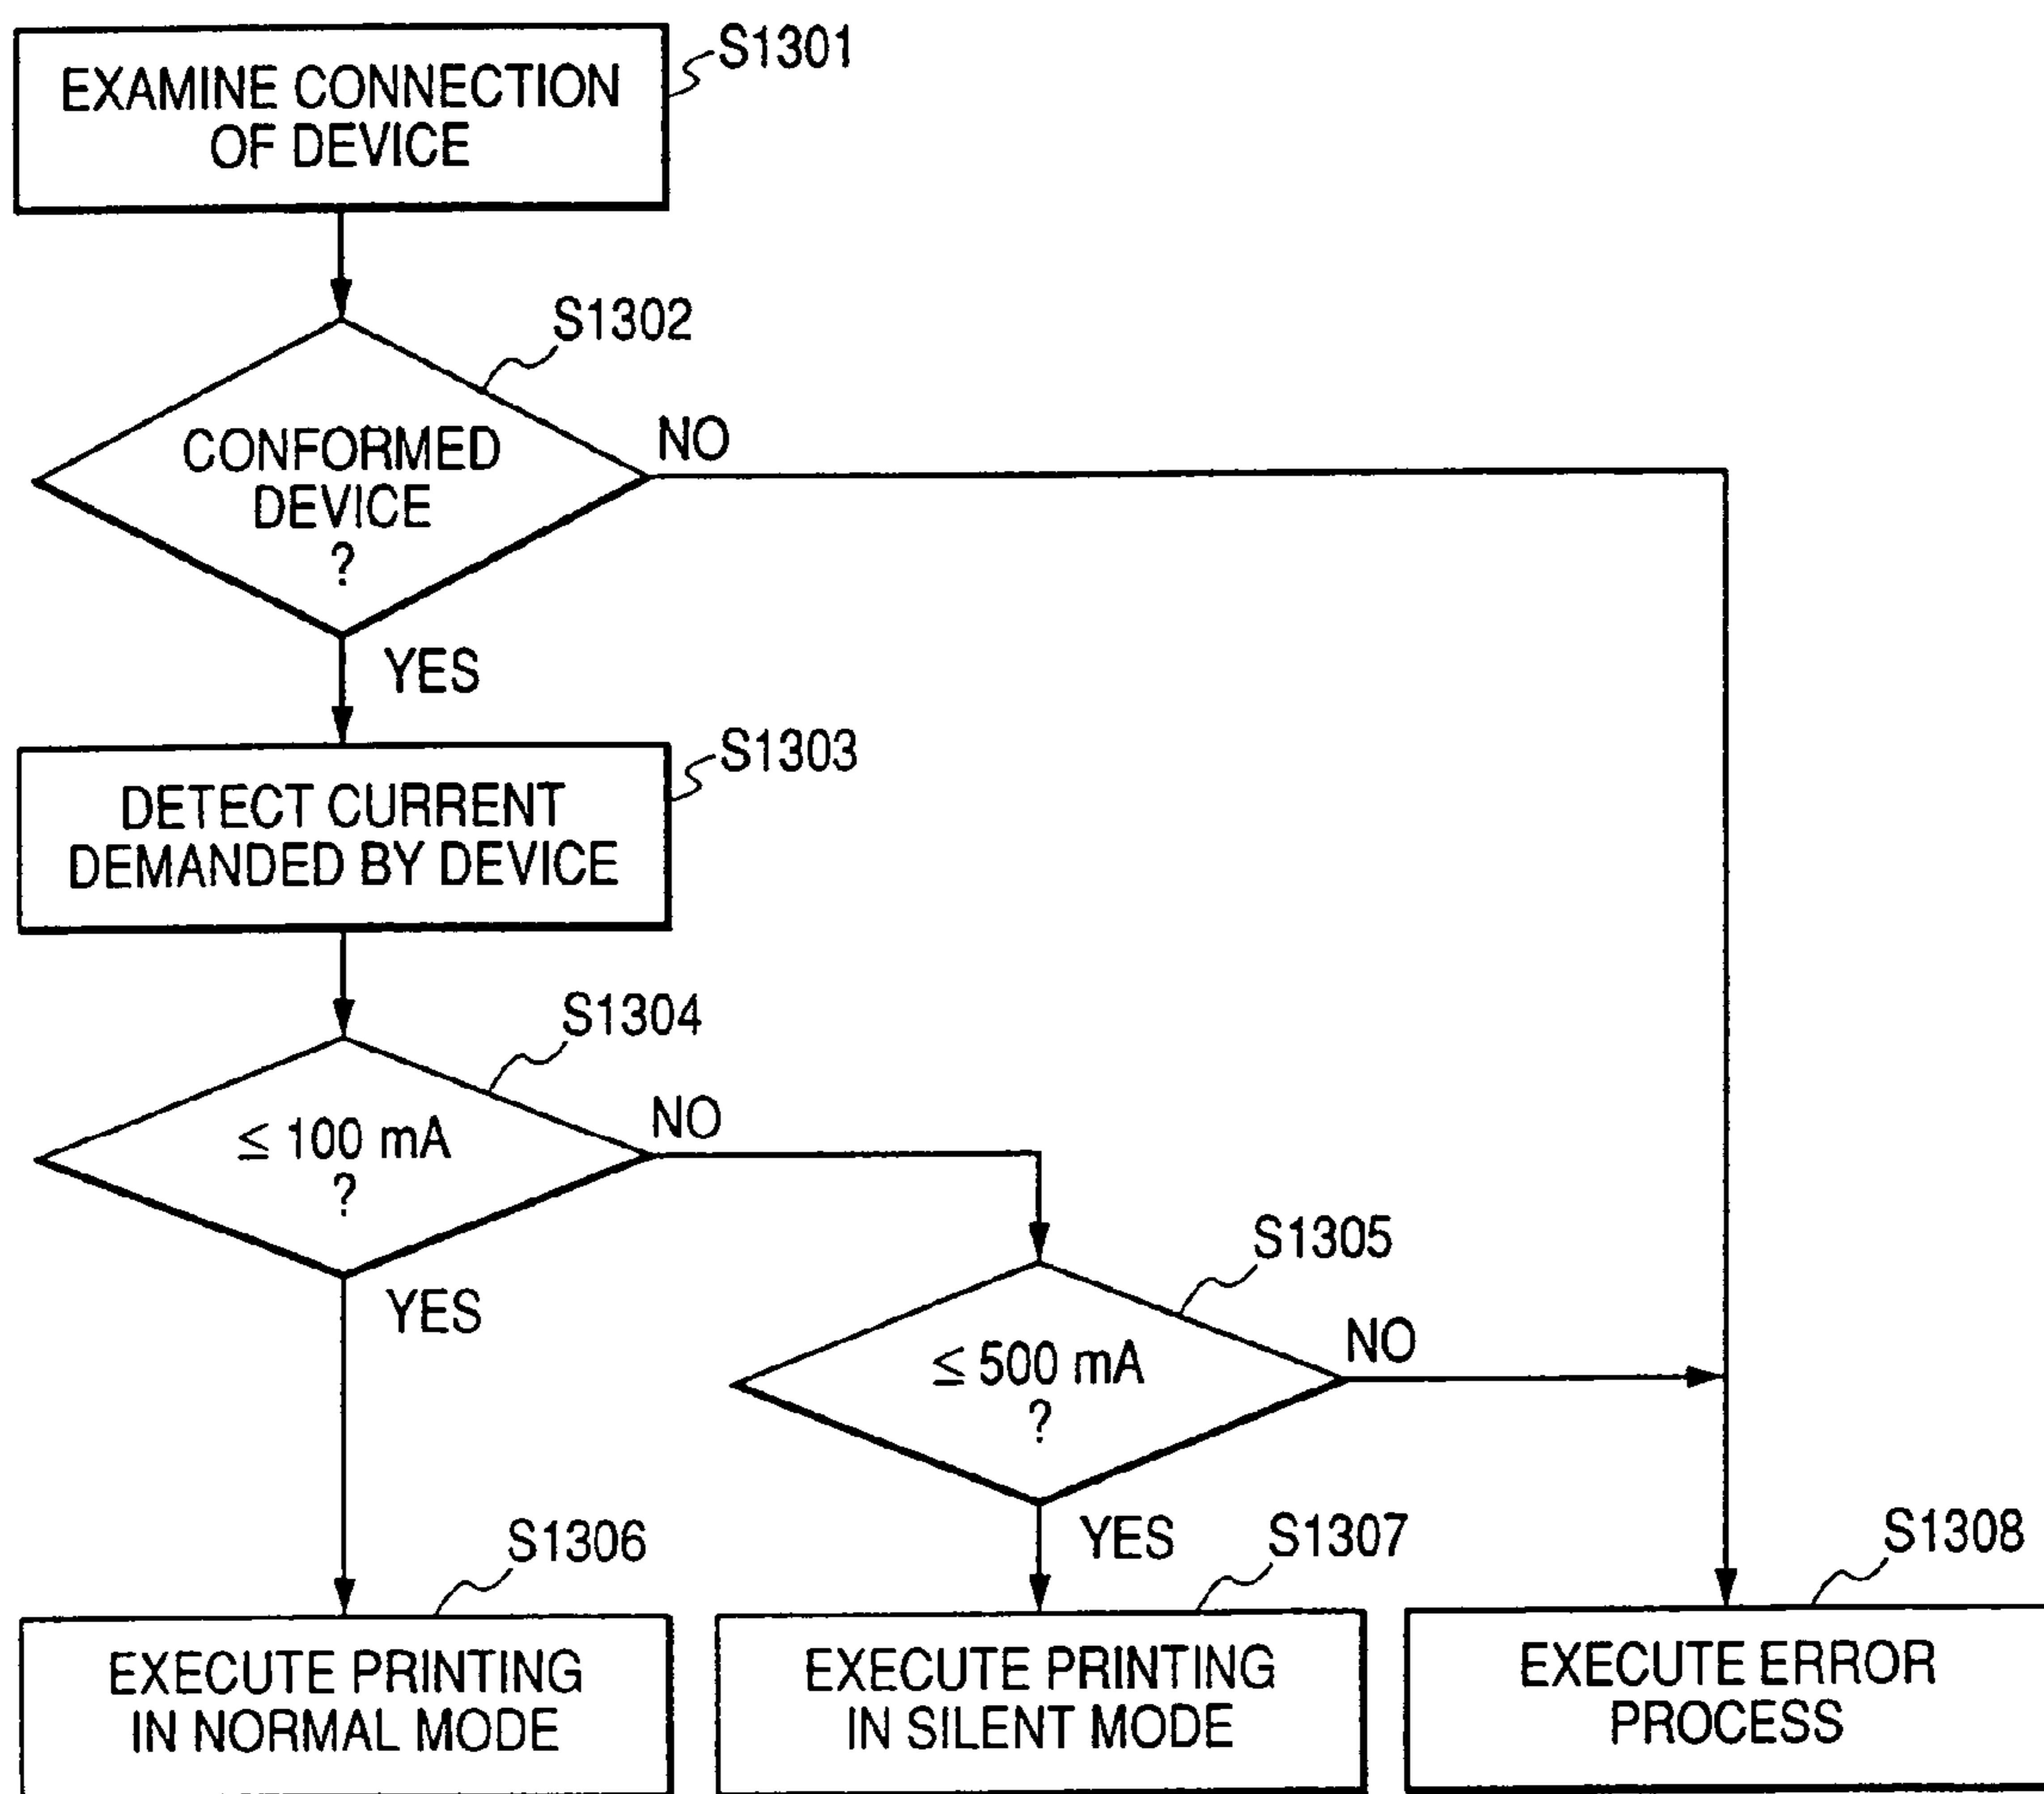 S1301
EXAMINE CONNECTION
OF DEVICE
S1302
CONFORMED
DEVICE
?
NO
YES
S1303
DETECT CURRENT
DEMANDED BY DEVICE
S1304
≤ 100 mA
?
NO
YES
S1305
≤ 500 mA
?
NO
YES
S1306
EXECUTE PRINTING
IN NORMAL MODE
S1307
EXECUTE PRINTING
IN SILENT MODE
S1308
EXECUTE ERROR
PROCESS